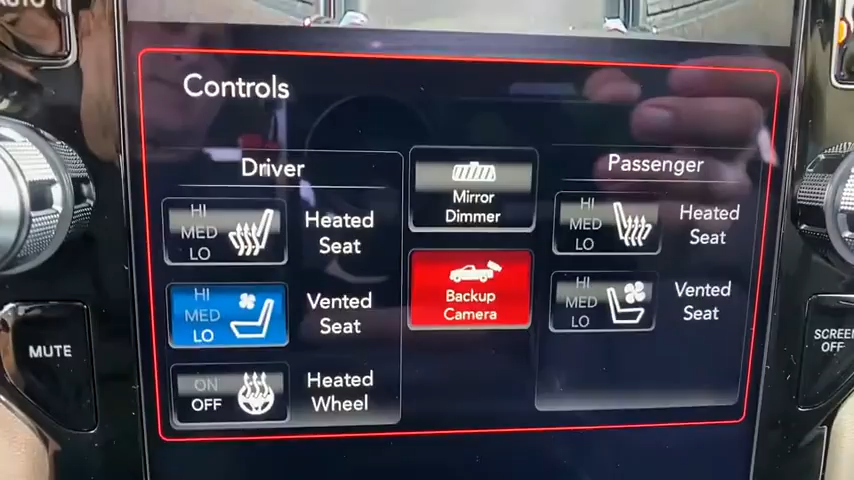 Controls
Driver
HI
MED
LO
Heated
Seat
HI
MED
LO
Vented
Seat
ON
OFF
Heated
Wheel
Mirror
Dimmer
Backup
Camera
Passenger
HI
MED
LO
Heated
Seat
HI
MED
LO
Vented
Seat
MUTE
SCREEN
OFF